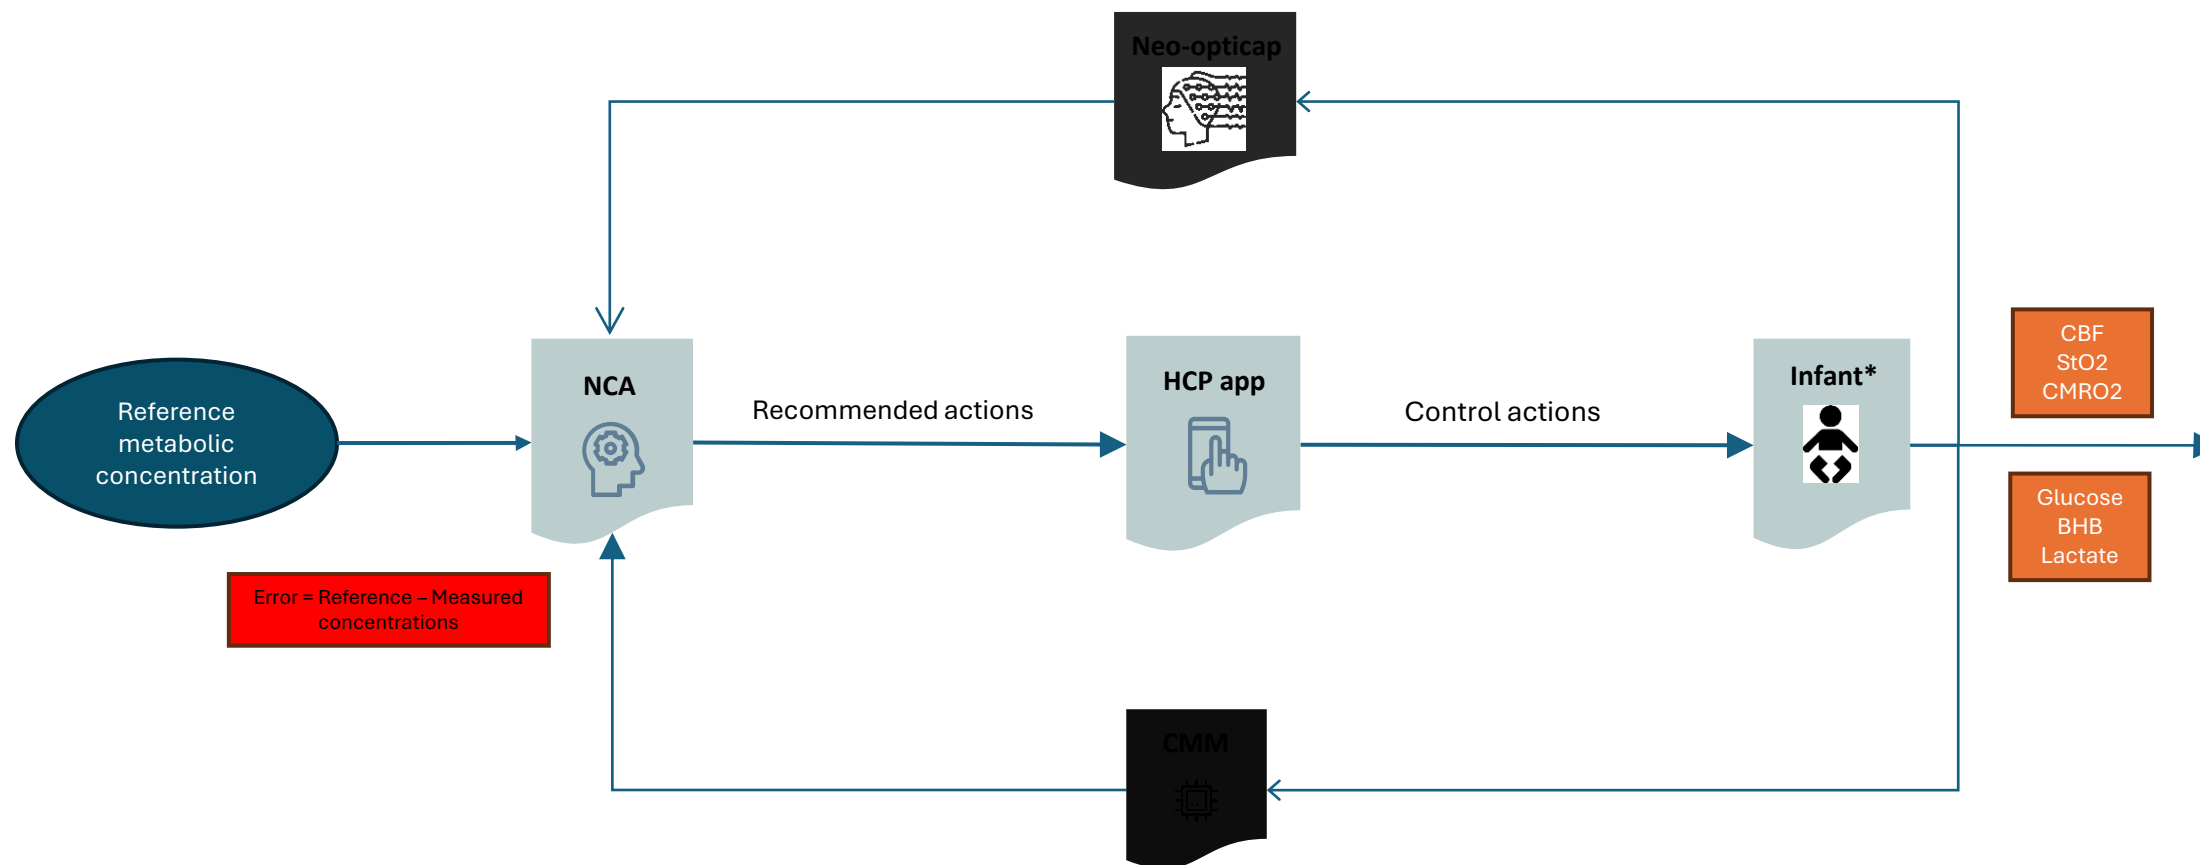 Neo-opticap
Reference
metabolic
concentration
NCA
Recommended actions
HCP app
Control actions
Infant*
CBF
StO2
CMRO2
Glucose
BHB
Lactate
Error = Reference – Measured
concentrations
CMM